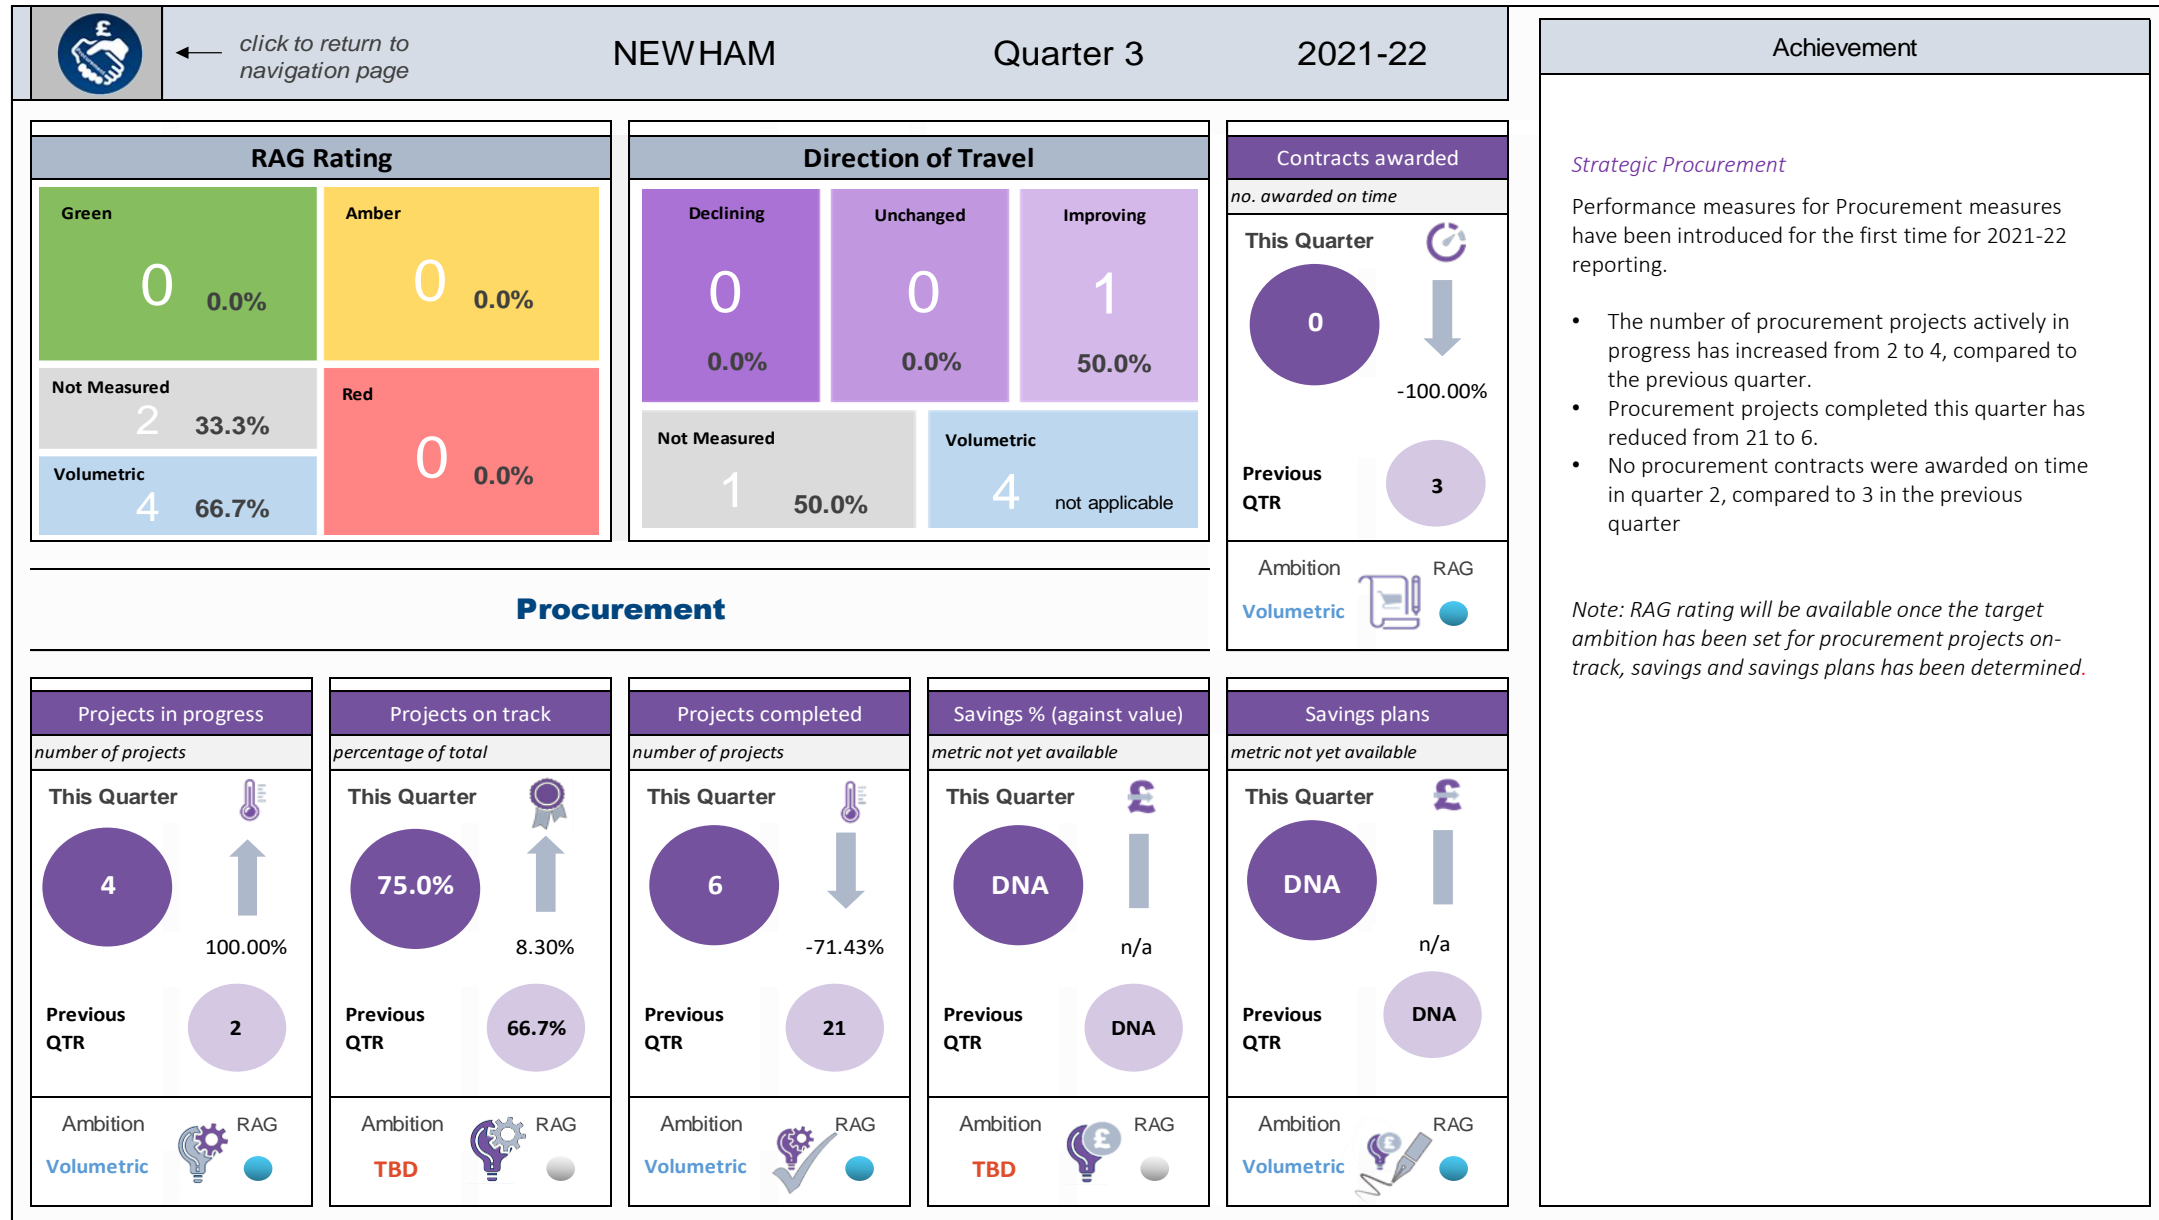 £
click to return to
navigation page
NEWHAM
Quarter 3
2021-22
RAG Rating
Green
0
0.0%
Amber
0
0.0%
Not Measured
2
33.3%
Red
0
0.0%
Volumetric
4
66.7%
Direction of Travel
Declining
0
0.0%
Unchanged
0
0.0%
Improving
1
50.0%
Not Measured
1
50.0%
Volumetric
4
not applicable
Contracts awarded
no. awarded on time
This Quarter
0
-100.00%
Previous
QTR
3
Ambition
RAG
Volumetric
Procurement
Projects in progress
number of projects
This Quarter
4
100.00%
Previous
QTR
2
Ambition
RAG
Volumetric
Projects on track
percentage of total
This Quarter
75.0%
8.30%
Previous
QTR
66.7%
Ambition
RAG
TBD
Projects completed
number of projects
This Quarter
6
-71.43%
Previous
QTR
21
Ambition
RAG
Volumetric
Savings % (against value)
metric not yet available
This Quarter
£
DNA
n/a
Previous
QTR
DNA
Ambition
£
RAG
TBD
Savings plans
metric not yet available
This Quarter
£
DNA
n/a
Previous
QTR
DNA
Ambition
£
RAG
Volumetric
Achievement
Strategic Procurement
Performance measures for Procurement measures
have been introduced for the first time for 2021-22
reporting.
• The number of procurement projects actively in
progress has increased from 2 to 4, compared to
the previous quarter.
• Procurement projects completed this quarter has
reduced from 21 to 6.
• No procurement contracts were awarded on time
in quarter 2, compared to 3 in the previous
quarter
Note: RAG rating will be available once the target
ambition has been set for procurement projects on-
track, savings and savings plans has been determined.